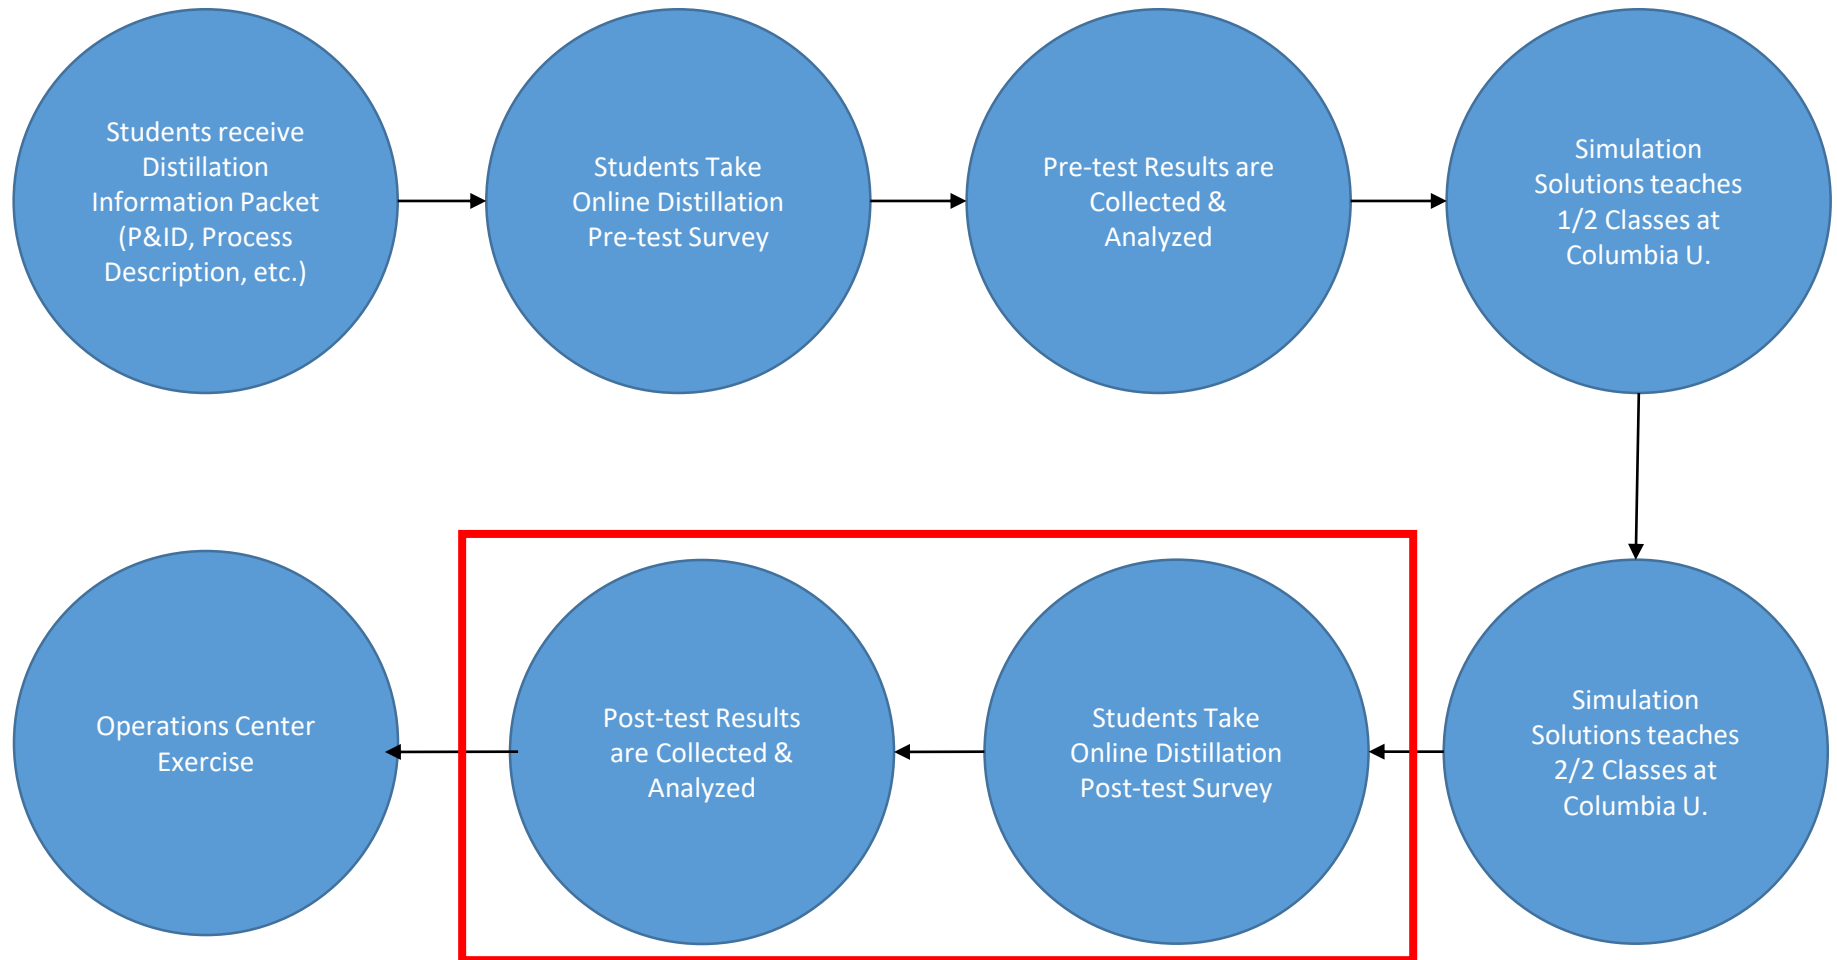 Students receive
Distillation
Information Packet
(P&ID, Process
Description, etc.)
Students Take
Online Distillation
Pre-test Survey
Pre-test Results are
Collected &
Analyzed
Simulation
Solutions teaches
1/2 Classes at
Columbia U.
Simulation
Solutions teaches
2/2 Classes at
Columbia U.
Students Take
Online Distillation
Post-test Survey
Post-test Results
are Collected &
Analyzed
Operations Center
Exercise